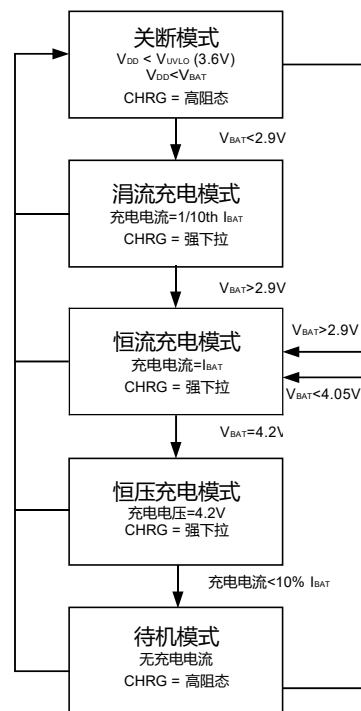 关断模式
VDD < VUVLO (3.6V)
VDD<VBAT
CHRG = 高阻态
VBAT<2.9V
涓流充电模式
充电电流=1/10th IBAT
CHRG = 强下拉
VBAT>2.9V
恒流充电模式
充电电流=IBAT
CHRG = 强下拉
VBAT>2.9V
VBAT<4.05V
VBAT=4.2V
恒压充电模式
充电电压=4.2V
CHRG = 强下拉
充电电流<10% IBAT
待机模式
无充电电流
CHRG = 高阻态